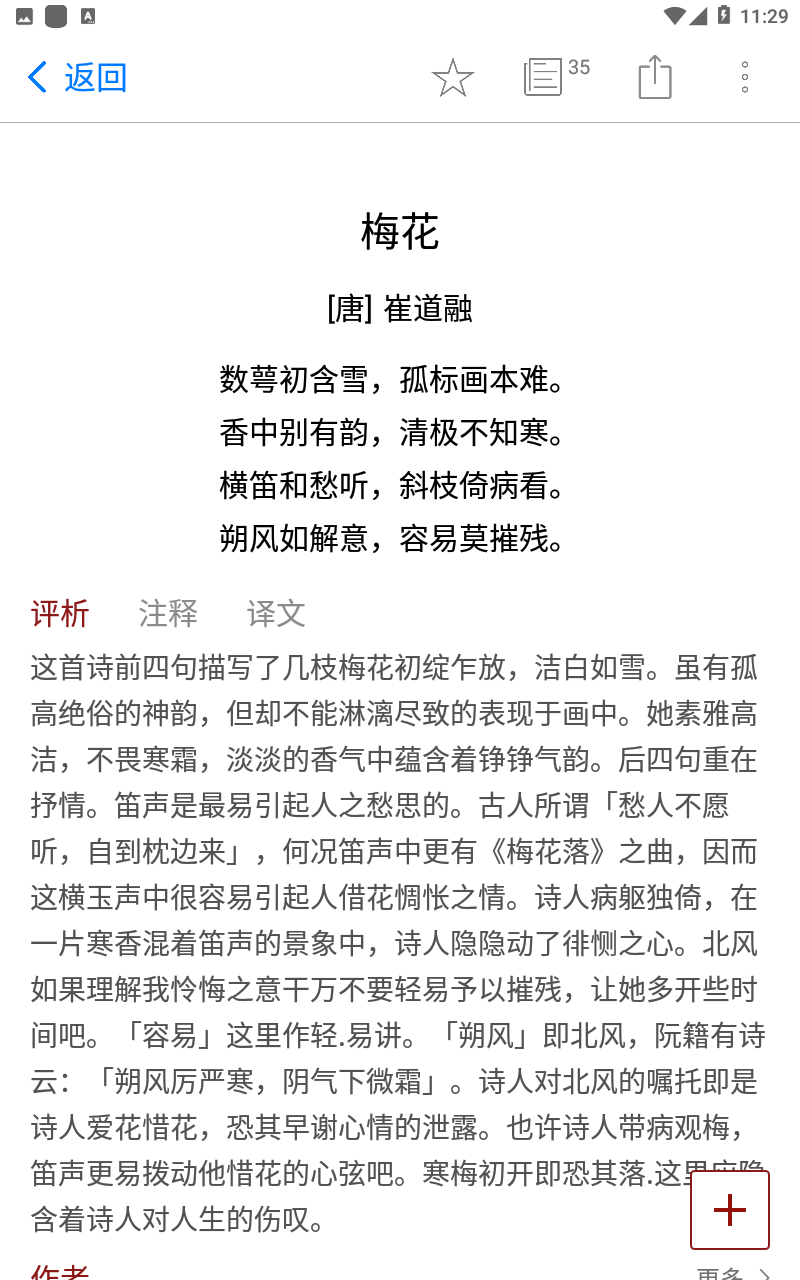 11:29
返回
35
梅花
[唐] 崔道融
数萼初含雪，孤标画本难。
香中别有韵，清极不知寒。
横笛和愁听，斜枝倚病看。
朔风如解意，容易莫摧残。
评析 注释 译文
这首诗前四句描写了几枝梅花初绽乍放，洁白如雪。虽有孤
高绝俗的神韵，但却不能淋漓尽致的表现于画中。她素雅高
洁，不畏寒霜，淡淡的香气中蕴含着铮铮气韵。后四句重在
抒情。笛声是最易引起人之愁思的。古人所谓「愁人不愿
听，自到枕边来」，何况笛声中更有《梅花落》之曲，因而
这横玉声中很容易引起人借花惆怅之情。诗人病躯独倚，在
一片寒香混着笛声的景象中，诗人隐隐动了徘恻之心。北风
如果理解我怜悔之意干万不要轻易予以摧残，让她多开些时
间吧。「容易」这里作轻.易讲。「朔风」即北风，阮籍有诗
云：「朔风厉严寒，阴气下微霜」。诗人对北风的嘱托即是
诗人爱花惜花，恐其早谢心情的泄露。也许诗人带病观梅，
笛声更易拨动他惜花的心弦吧。寒梅初开即恐其落.这里应隐
含着诗人对人生的伤叹。
作者 更多